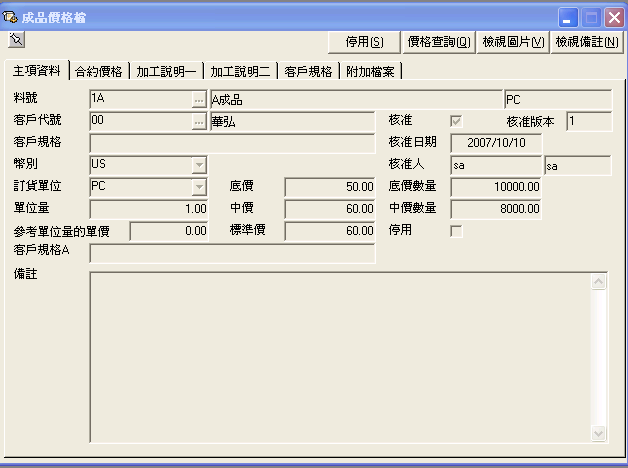 成品價格檔
停用(S) 價格查詢(Q) 檢視圖片(V) 檢視備註(N)
主項資料 合約價格 加工說明一 加工說明二 客戶規格 附加檔案
料號 1A ... A成品 PC
客戶代號 00 ... 華弘 核准 核准版本 1
客戶規格 核准日期 2007/10/10
幣別 US 核准人 sa sa
訂貨單位 PC 底價 50.00 底價數量 10000.00
單位量 1.00 中價 60.00 中價數量 8000.00
參考單位量的單價 0.00 標準價 60.00 停用
客戶規格A
備註